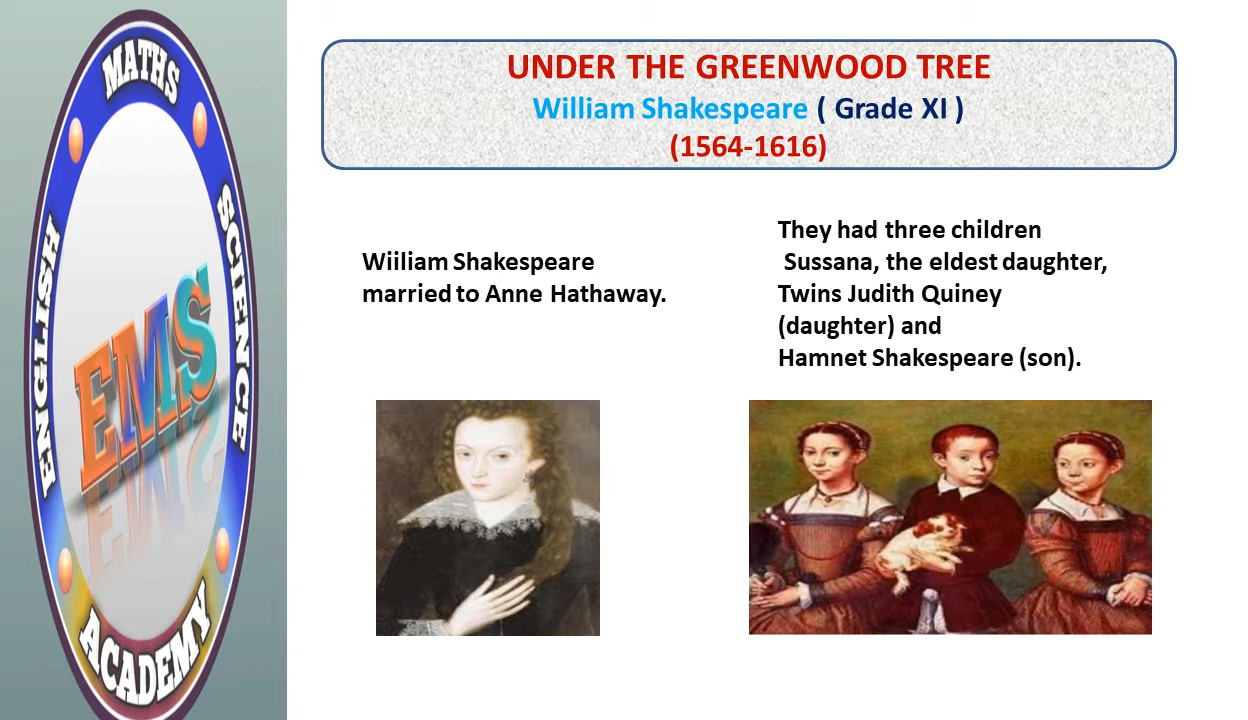 MATHS
SCIENCE
ENGLISH
EMS
ACADEMY
UNDER THE GREENWOOD TREE
William Shakespeare ( Grade XI )
(1564-1616)
Wiiliam Shakespeare
married to Anne Hathaway.
They had three children
Sussana, the eldest daughter,
Twins Judith Quiney
(daughter) and
Hamnet Shakespeare (son).